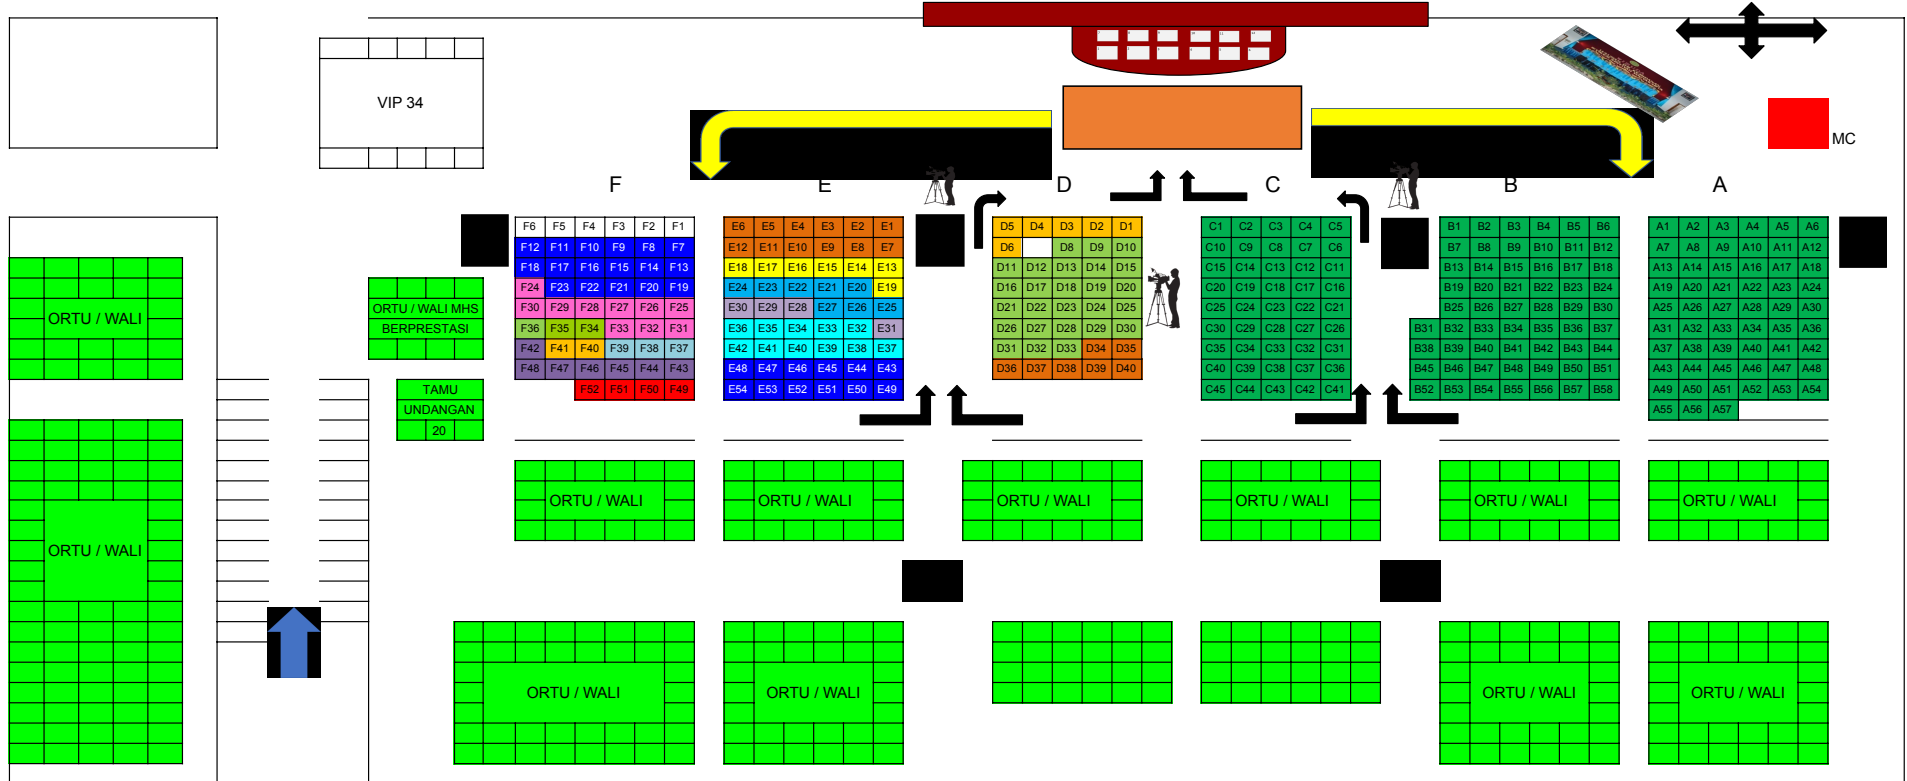 VIP 34
MC
F E D C B A
F6 F5 F4 F3 F2 F1 E6 E5 E4 E3 E2 E1 D5 D4 D3 D2 D1 C1 C2 C3 C4 C5 B1 B2 B3 B4 B5 B6 A1 A2 A3 A4 A5 A6
F12 F11 F10 F9 F8 F7 E12 E11 E10 E9 E8 E7 D6 D8 D9 D10 C10 C9 C8 C7 C6 B7 B8 B9 B10 B11 B12 A7 A8 A9 A10 A11 A12
F18 F17 F16 F15 F14 F13 E18 E17 E16 E15 E14 E13 D11 D12 D13 D14 D15 C15 C14 C13 C12 C11 B13 B14 B15 B16 B17 B18 A13 A14 A15 A16 A17 A18
F24 F23 F22 F21 F20 F19 E24 E23 E22 E21 E20 E19 D16 D17 D18 D19 D20 C20 C19 C18 C17 C16 B19 B20 B21 B22 B23 B24 A19 A20 A21 A22 A23 A24
ORTU / WALI MHS F30 F29 F28 F27 F26 F25 E30 E29 E28 E27 E26 E25 D21 D22 D23 D24 D25 C25 C24 C23 C22 C21 B25 B26 B27 B28 B29 B30 A25 A26 A27 A28 A29 A30
ORTU / WALI
BERPRESTASI F36 F35 F34 F33 F32 F31 E36 E35 E34 E33 E32 E31 D26 D27 D28 D29 D30 C30 C29 C28 C27 C26 B31 B32 B33 B34 B35 B36 B37 A31 A32 A33 A34 A35 A36
F42 F41 F40 F39 F38 F37 E42 E41 E40 E39 E38 E37 D31 D32 D33 D34 D35 C35 C34 C33 C32 C31 B38 B39 B40 B41 B42 B43 B44 A37 A38 A39 A40 A41 A42
F48 F47 F46 F45 F44 F43 E48 E47 E46 E45 E44 E43 D36 D37 D38 D39 D40 C40 C39 C38 C37 C36 B45 B46 B47 B48 B49 B50 B51 A43 A44 A45 A46 A47 A48
TAMU F52 F51 F50 F49 E54 E53 E52 E51 E50 E49 C45 C44 C43 C42 C41 B52 B53 B54 B55 B56 B57 B58 A49 A50 A51 A52 A53 A54
UNDANGAN A55 A56 A57
20
ORTU / WALI ORTU / WALI ORTU / WALI ORTU / WALI ORTU / WALI ORTU / WALI
ORTU / WALI
ORTU / WALI ORTU / WALI ORTU / WALI ORTU / WALI